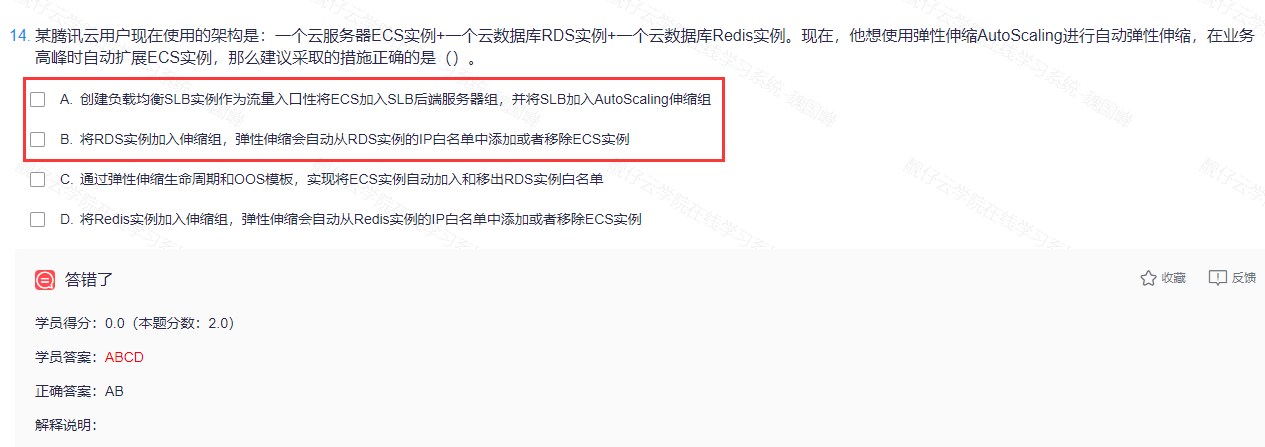 14. 某腾讯云用户现在使用的架构是：一个云服务器ECS实例+一个云数据库RDS实例+一个云数据库Redis实例。现在，他想使用弹性伸缩AutoScaling进行自动弹性伸缩，在业务
高峰时自动扩展ECS实例，那么建议采取的措施正确的是（）。
A. 创建负载均衡SLB实例作为流量入口性将ECS加入SLB后端服务器组，并将SLB加入AutoScaling伸缩组
B. 将RDS实例加入伸缩组，弹性伸缩会自动从RDS实例的IP白名单中添加或者移除ECS实例
C. 通过弹性伸缩生命周期和OOS模板，实现将ECS实例自动加入和移出RDS实例白名单
D. 将Redis实例加入伸缩组，弹性伸缩会自动从Redis实例的IP白名单中添加或者移除ECS实例
答错了
收藏 反馈
学员得分：0.0（本题分数：2.0）
学员答案：ABCD
正确答案：AB
解释说明：